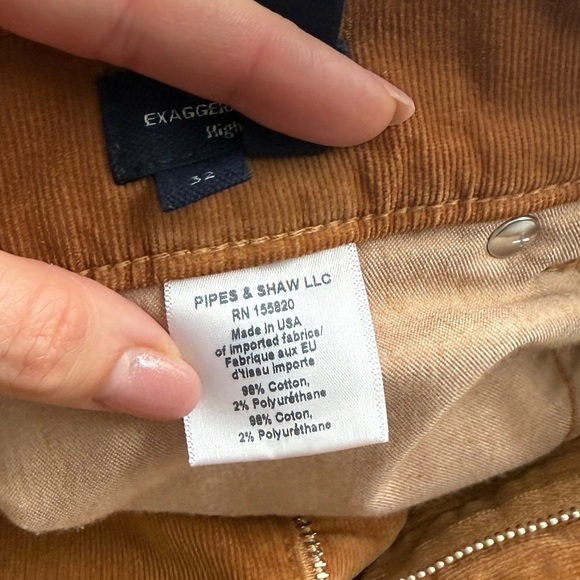 EXAGGER
High
32
PIPES & SHAW LLC
RN 155820
Made in USA
of imported fabrics/
Fabrique aux EU
d'tissu importe
98% Cotton,
2% Polyuréthane
98% Coton,
2% Polyuréthane